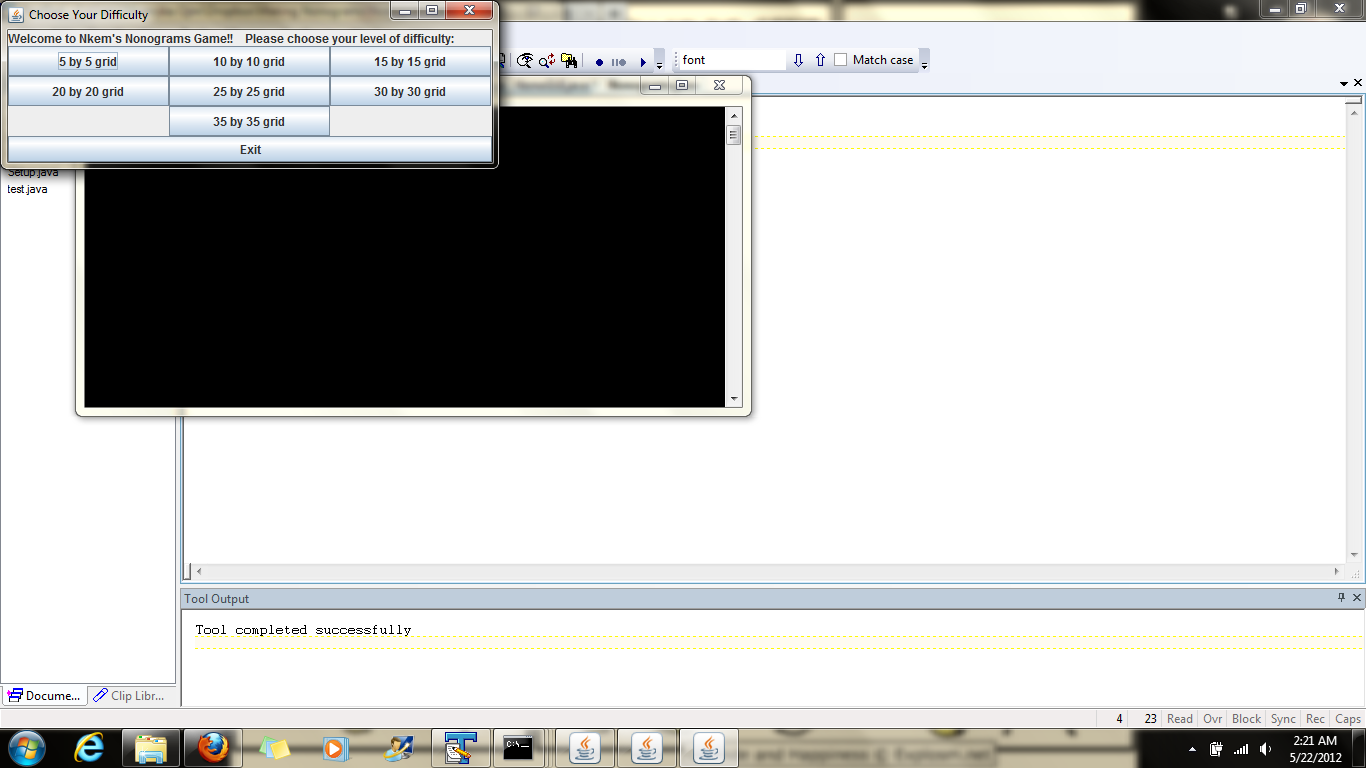 Choose Your Difficulty
Welcome to Nkem's Nonograms Game!! Please choose your level of difficulty:
5 by 5 grid 10 by 10 grid 15 by 15 grid
20 by 20 grid 25 by 25 grid 30 by 30 grid
35 by 35 grid
Exit
font Match case
Setup.java
test.java
Tool Output
Tool completed successfully
Docume... Clip Libr...
4 23 Read Ovr Block Sync Rec Caps
C:\_
2:21 AM
5/22/2012